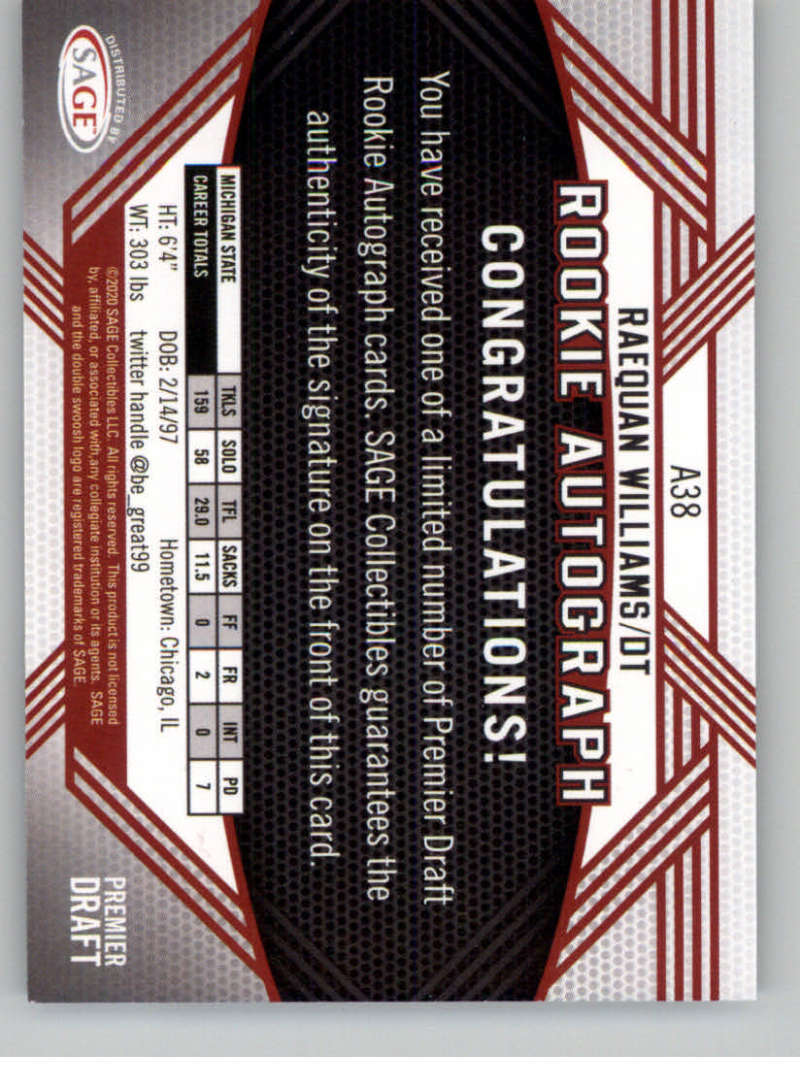 A38
RAEQUAN WILLIAMS/DT
ROOKIE AUTOGRAPH
CONGRATULATIONS!
You have received one of a limited number of Premier Draft
Rookie Autograph cards. SAGE Collectibles guarantees the
authenticity of the signature on the front of this card.
MICHIGAN STATE TKLS SOLO TFL SACKS FF FR INT PD
CAREER TOTALS 159 58 29.0 11.5 0 2 0 7
HT: 6'4" DOB: 2/14/97 Hometown: Chicago, IL
WT: 303 lbs twitter handle @be_great99
©2020 SAGE Collectibles LLC. All rights reserved. This product is not licensed
by, affiliated, or associated with any collegiate institution or its agents. SAGE
and the double swoosh logo are registered trademarks of SAGE.
DISTRIBUTED BY
SAGE
PREMIER
DRAFT